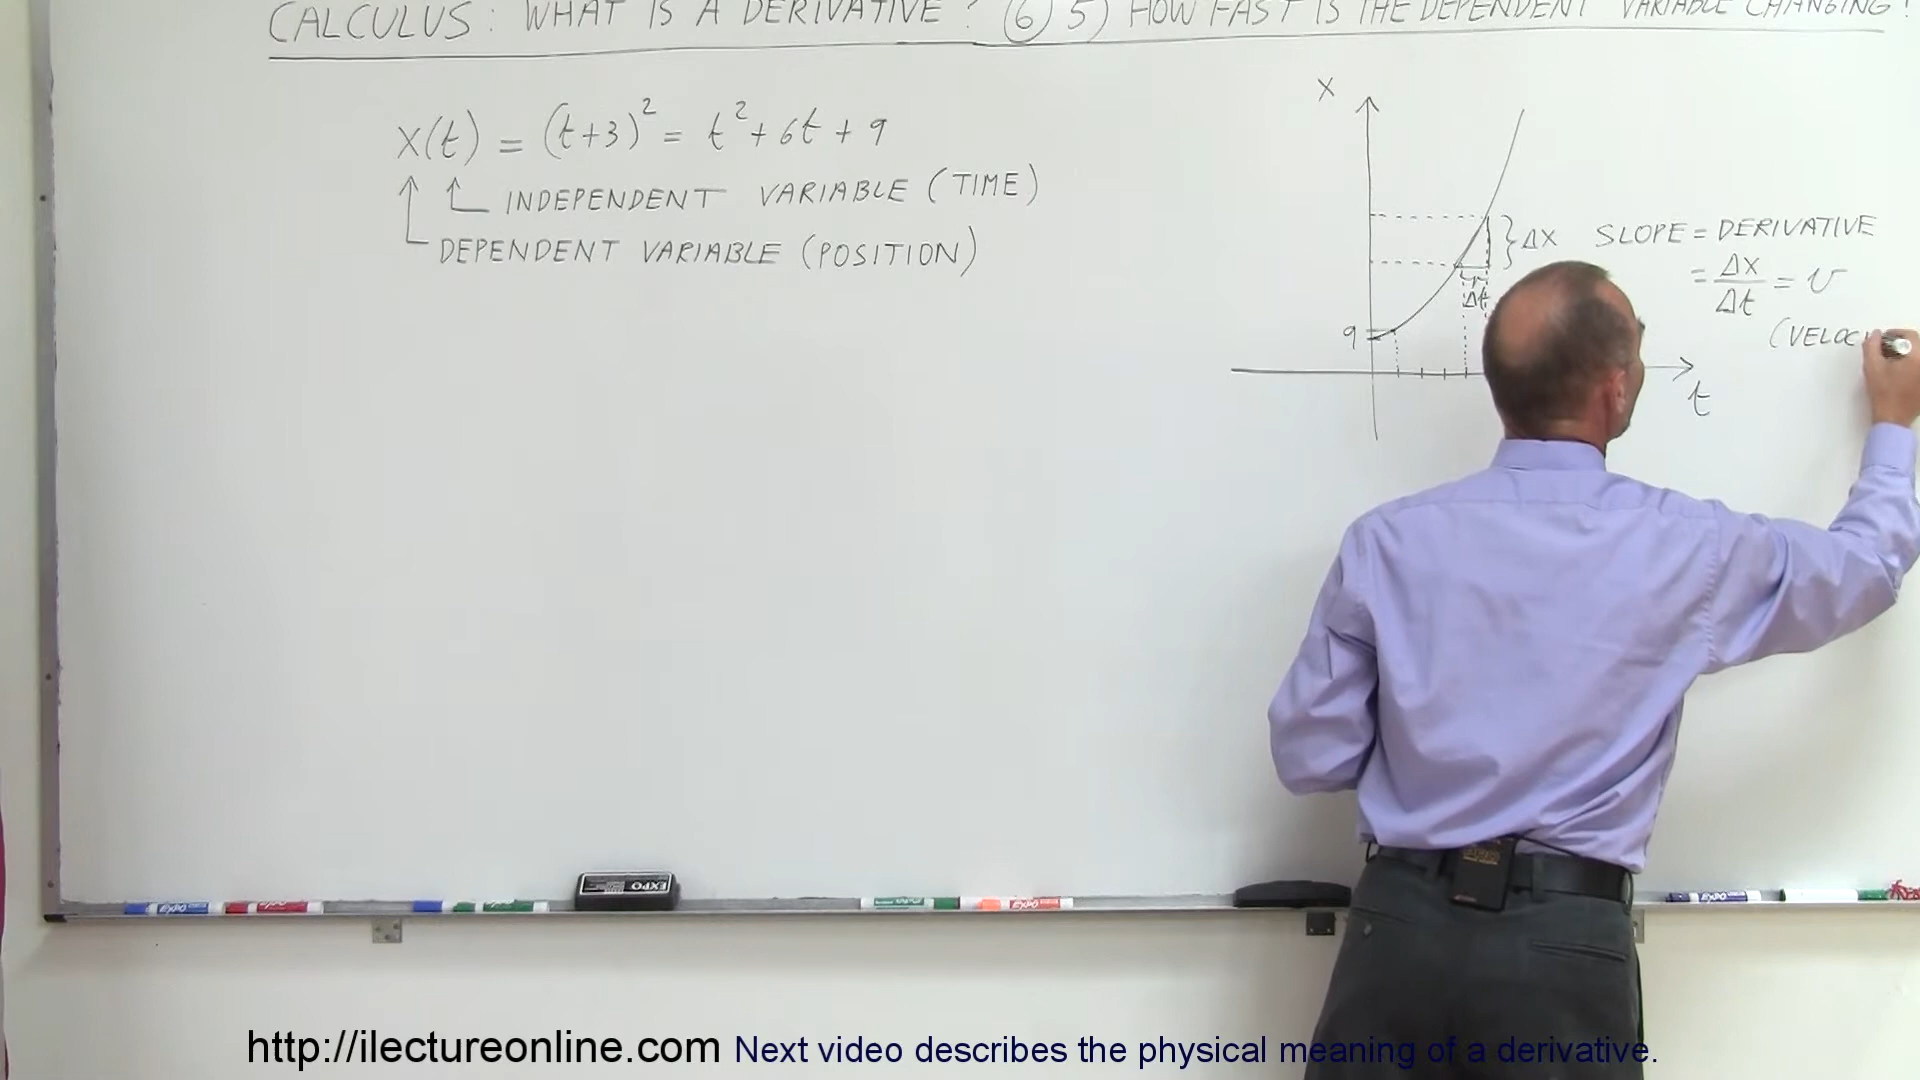 CALCULUS: WHAT IS A DERIVATIVE? (6) 5) HOW FAST IS THE DEPENDENT VARIABLE CHANGING?
X(t) = (t+3)² = t² + 6t + 9
INDEPENDENT VARIABLE (TIME)
DEPENDENT VARIABLE (POSITION)
X
} ΔX
SLOPE = DERIVATIVE
= ΔX/Δt = v
(VELOC
Δt
9
t
EXPO
http://ilectureonline.com Next video describes the physical meaning of a derivative.